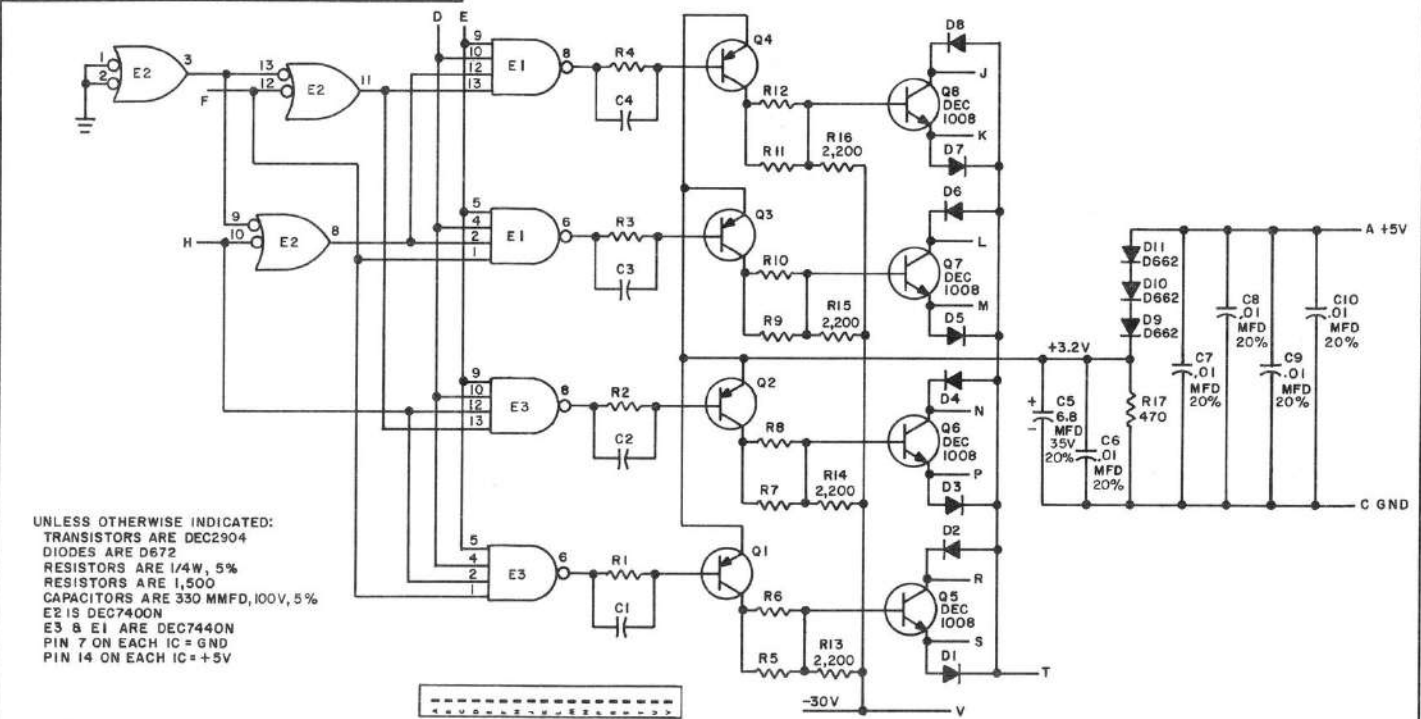 D E
9
10
12
13
E1
8
R4
C4
Q4
R12
R11
R16
2,200
D8
J
Q8
DEC
1008
K
D7
1
2
E2
3
F
13
12
E2
11
5
4
2
1
E1
6
R3
C3
Q3
R10
R9
R15
2,200
D6
L
Q7
DEC
1008
M
D5
H
9
10
E2
8
9
10
12
13
E3
8
R2
C2
Q2
R8
R7
R14
2,200
D4
N
Q6
DEC
1008
P
D3
5
4
2
1
E3
6
R1
C1
Q1
R6
R5
R13
2,200
D2
R
Q5
DEC
1008
S
D1
T
-30V
V
A +5V
D11
D662
D10
D662
D9
D662
+3.2V
+
C5
6.8
MFD
-
35V
20%
C6
.01
MFD
20%
R17
470
C7
.01
MFD
20%
C8
.01
MFD
20%
C9
.01
MFD
20%
C10
.01
MFD
20%
C GND
UNLESS OTHERWISE INDICATED:
TRANSISTORS ARE DEC2904
DIODES ARE D672
RESISTORS ARE 1/4W, 5%
RESISTORS ARE 1,500
CAPACITORS ARE 330 MMFD, 100V, 5%
E2 IS DEC7400N
E3 & E1 ARE DEC7440N
PIN 7 ON EACH IC = GND
PIN 14 ON EACH IC = +5V